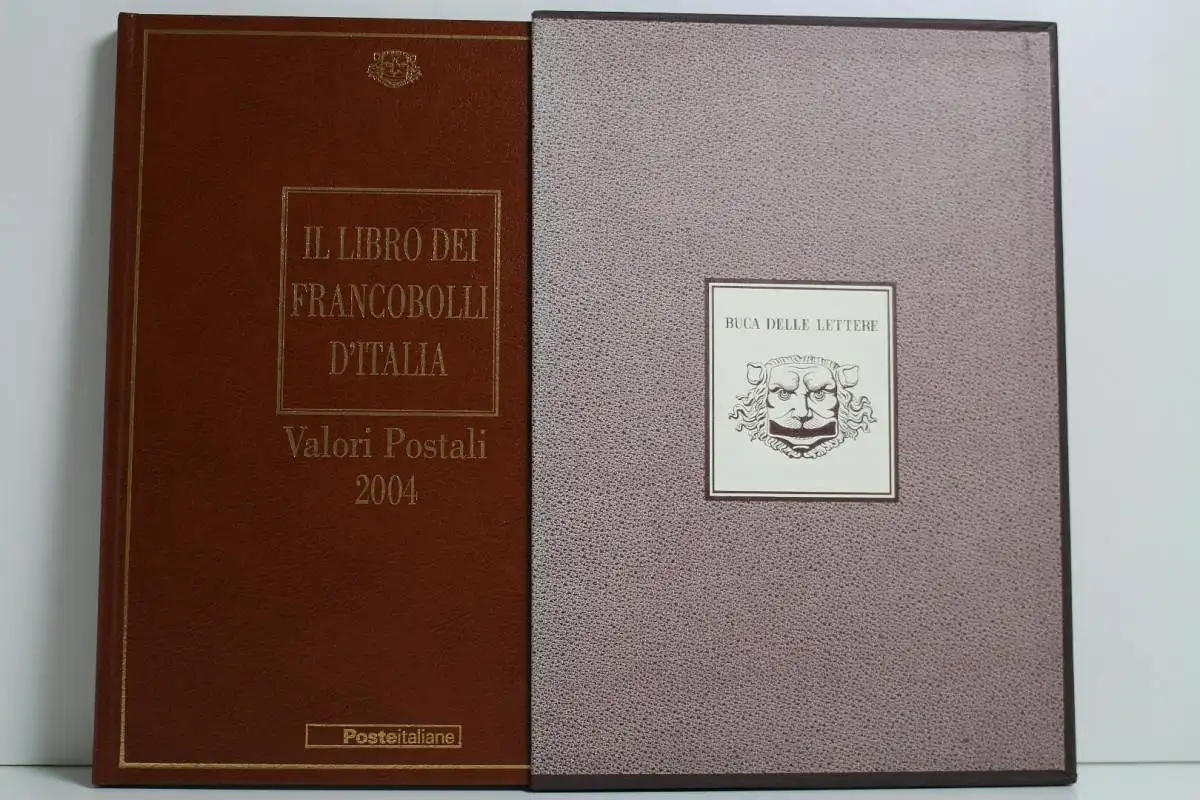 IL LIBRO DEI
FRANCOBOLLI
D'ITALIA
Valori Postali
2004
Posteitaliane
BUCA DELLE LETTERE